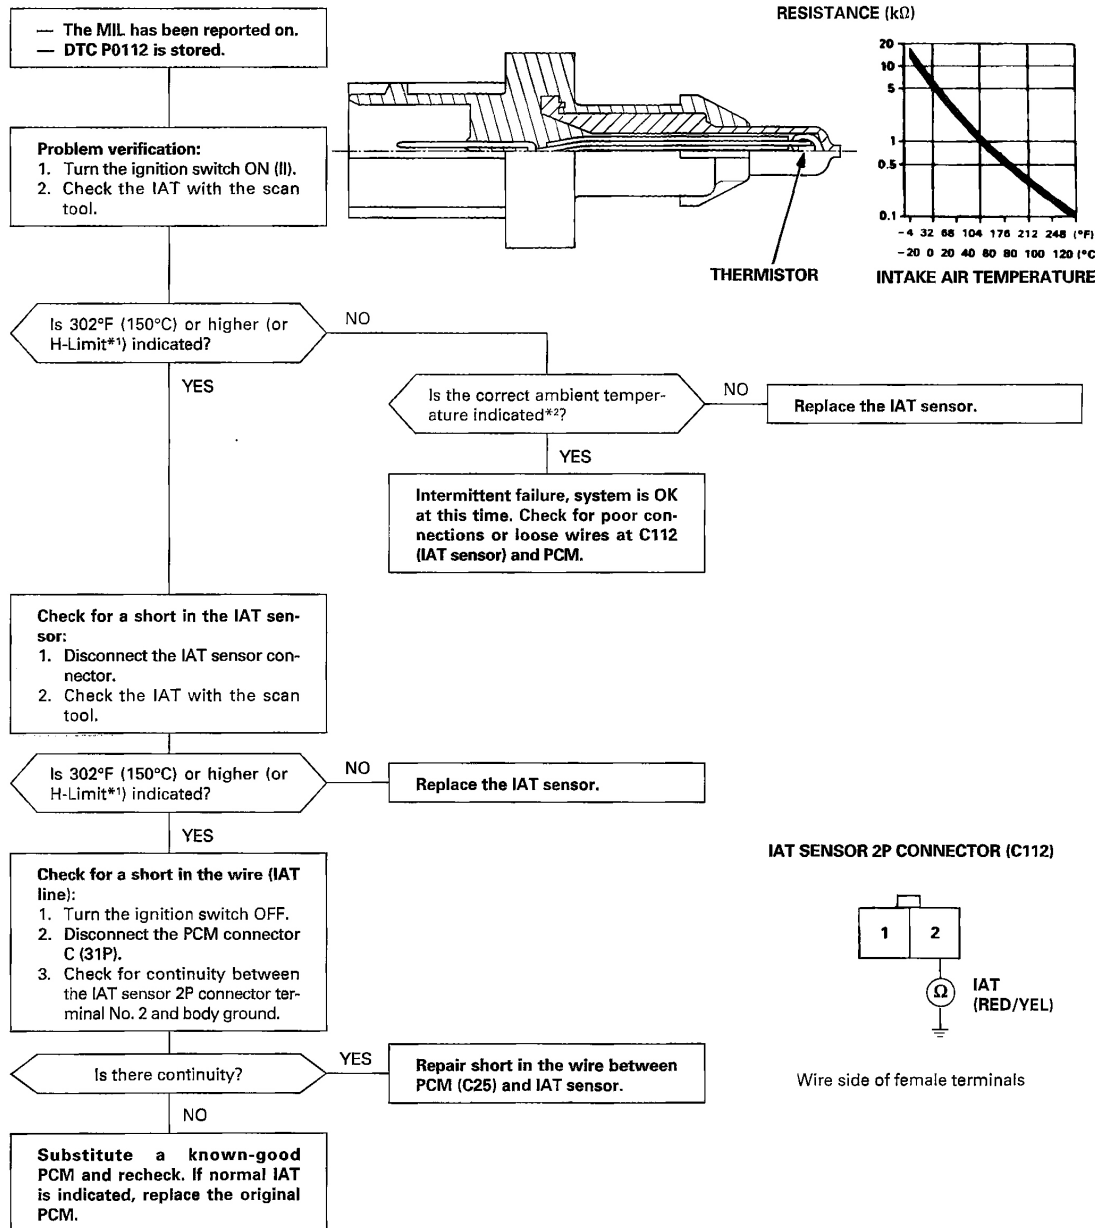 — The MIL has been reported on.
— DTC P0112 is stored.
Problem verification:
1. Turn the ignition switch ON (II).
2. Check the IAT with the scan
tool.
RESISTANCE (kΩ)
20
10
5
1
0.5
0.1
–4 32 68 104 176 212 248 (°F)
–20 0 20 40 60 80 100 120 (°C
INTAKE AIR TEMPERATURE
THERMISTOR
Is 302°F (150°C) or higher (or
H-Limit*1) indicated?
NO
YES
Is the correct ambient temper-
ature indicated*2?
NO
Replace the IAT sensor.
YES
Intermittent failure, system is OK
at this time. Check for poor con-
nections or loose wires at C112
(IAT sensor) and PCM.
Check for a short in the IAT sen-
sor:
1. Disconnect the IAT sensor con-
nector.
2. Check the IAT with the scan
tool.
Is 302°F (150°C) or higher (or
H-Limit*1) indicated?
NO
Replace the IAT sensor.
YES
Check for a short in the wire (IAT
line):
1. Turn the ignition switch OFF.
2. Disconnect the PCM connector
C (31P).
3. Check for continuity between
the IAT sensor 2P connector ter-
minal No. 2 and body ground.
IAT SENSOR 2P CONNECTOR (C112)
1 2
Ω
IAT
(RED/YEL)
Wire side of female terminals
Is there continuity?
YES
Repair short in the wire between
PCM (C25) and IAT sensor.
NO
Substitute a known-good
PCM and recheck. If normal IAT
is indicated, replace the original
PCM.